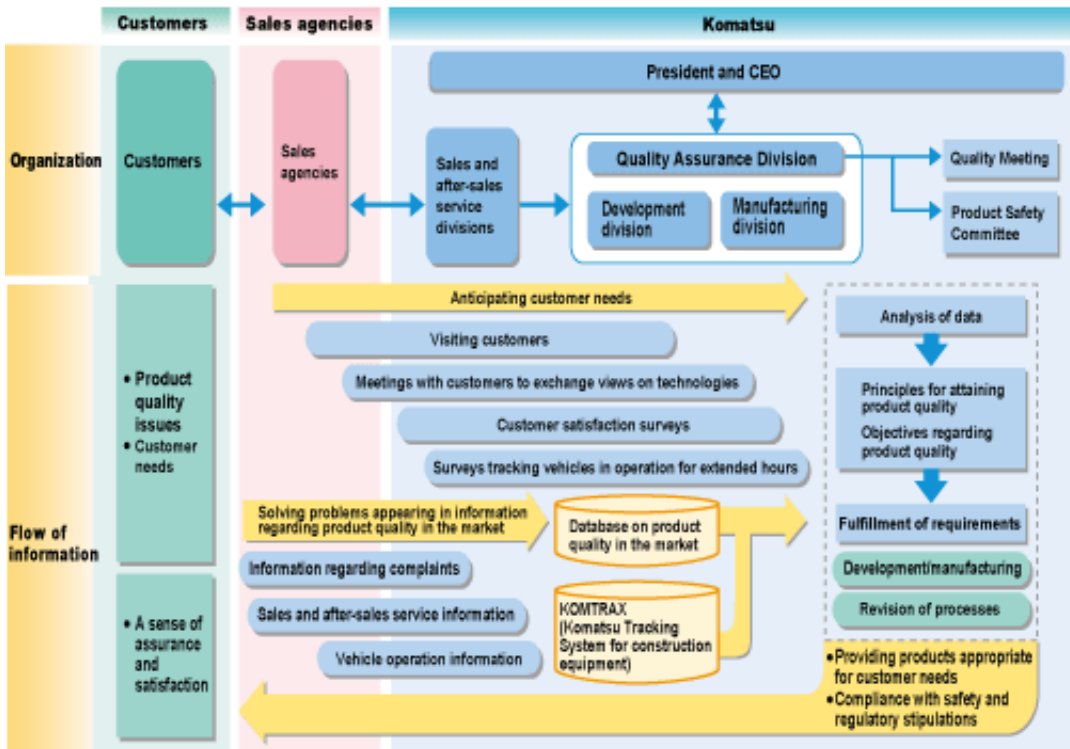 Customers
Sales agencies
Komatsu
Organization
Customers
Sales
agencies
President and CEO
Sales and
after-sales
service
divisions
Quality Assurance Division
Development
division
Manufacturing
division
Quality Meeting
Product Safety
Committee
Flow of
information
• Product
quality
issues
• Customer
needs
• A sense of
assurance
and
satisfaction
Anticipating customer needs
Visiting customers
Meetings with customers to exchange views on technologies
Customer satisfaction surveys
Surveys tracking vehicles in operation for extended hours
Solving problems appearing in information
regarding product quality in the market
Information regarding complaints
Sales and after-sales service information
Vehicle operation information
Database on product
quality in the market
KOMTRAX
(Komatsu Tracking
System for construction
equipment)
Analysis of data
Principles for attaining
product quality
Objectives regarding
product quality
Fulfillment of requirements
Development/manufacturing
Revision of processes
•Providing products appropriate
for customer needs
•Compliance with safety and
regulatory stipulations